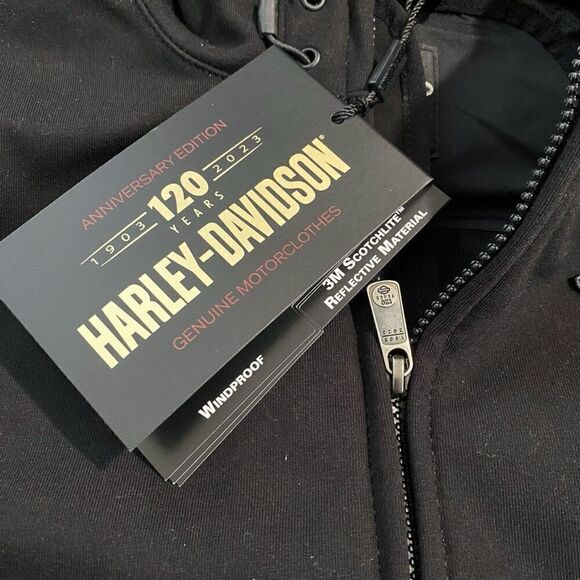 ANNIVERSARY EDITION
1903 120 2023
YEARS
HARLEY-DAVIDSON®
GENUINE MOTORCLOTHES
3M SCOTCHLITE™
REFLECTIVE MATERIAL
WINDPROOF